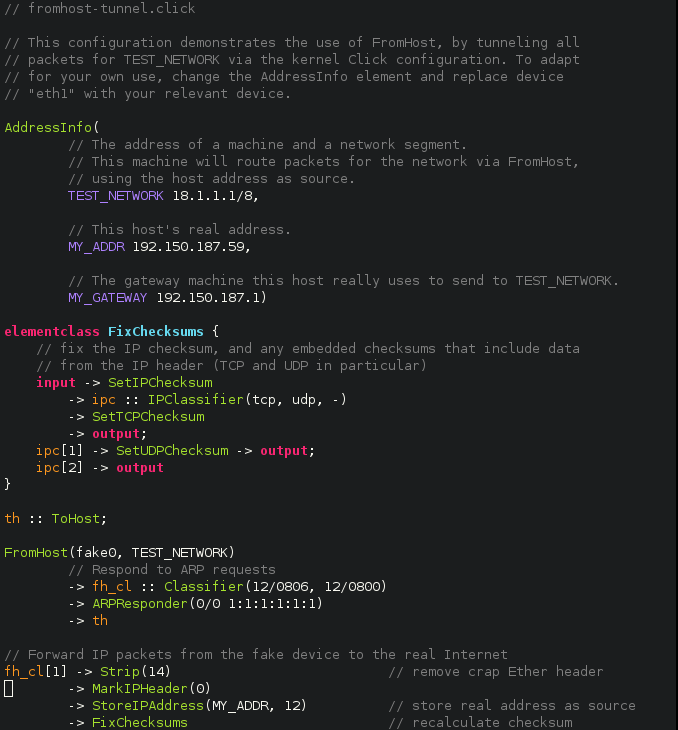 // fromhost-tunnel.click
// This configuration demonstrates the use of FromHost, by tunneling all
// packets for TEST_NETWORK via the kernel Click configuration. To adapt
// for your own use, change the AddressInfo element and replace device
// "eth1" with your relevant device.
AddressInfo(
// The address of a machine and a network segment.
// This machine will route packets for the network via FromHost,
// using the host address as source.
TEST_NETWORK 18.1.1.1/8,
// This host's real address.
MY_ADDR 192.150.187.59,
// The gateway machine this host really uses to send to TEST_NETWORK.
MY_GATEWAY 192.150.187.1)
elementclass FixChecksums {
// fix the IP checksum, and any embedded checksums that include data
// from the IP header (TCP and UDP in particular)
input -> SetIPChecksum
-> ipc :: IPClassifier(tcp, udp, -)
-> SetTCPChecksum
-> output;
ipc[1] -> SetUDPChecksum -> output;
ipc[2] -> output
}
th :: ToHost;
FromHost(fake0, TEST_NETWORK)
// Respond to ARP requests
-> fh_cl :: Classifier(12/0806, 12/0800)
-> ARPResponder(0/0 1:1:1:1:1:1)
-> th
// Forward IP packets from the fake device to the real Internet
fh_cl[1] -> Strip(14) // remove crap Ether header
-> MarkIPHeader(0)
-> StoreIPAddress(MY_ADDR, 12) // store real address as source
-> FixChecksums // recalculate checksum